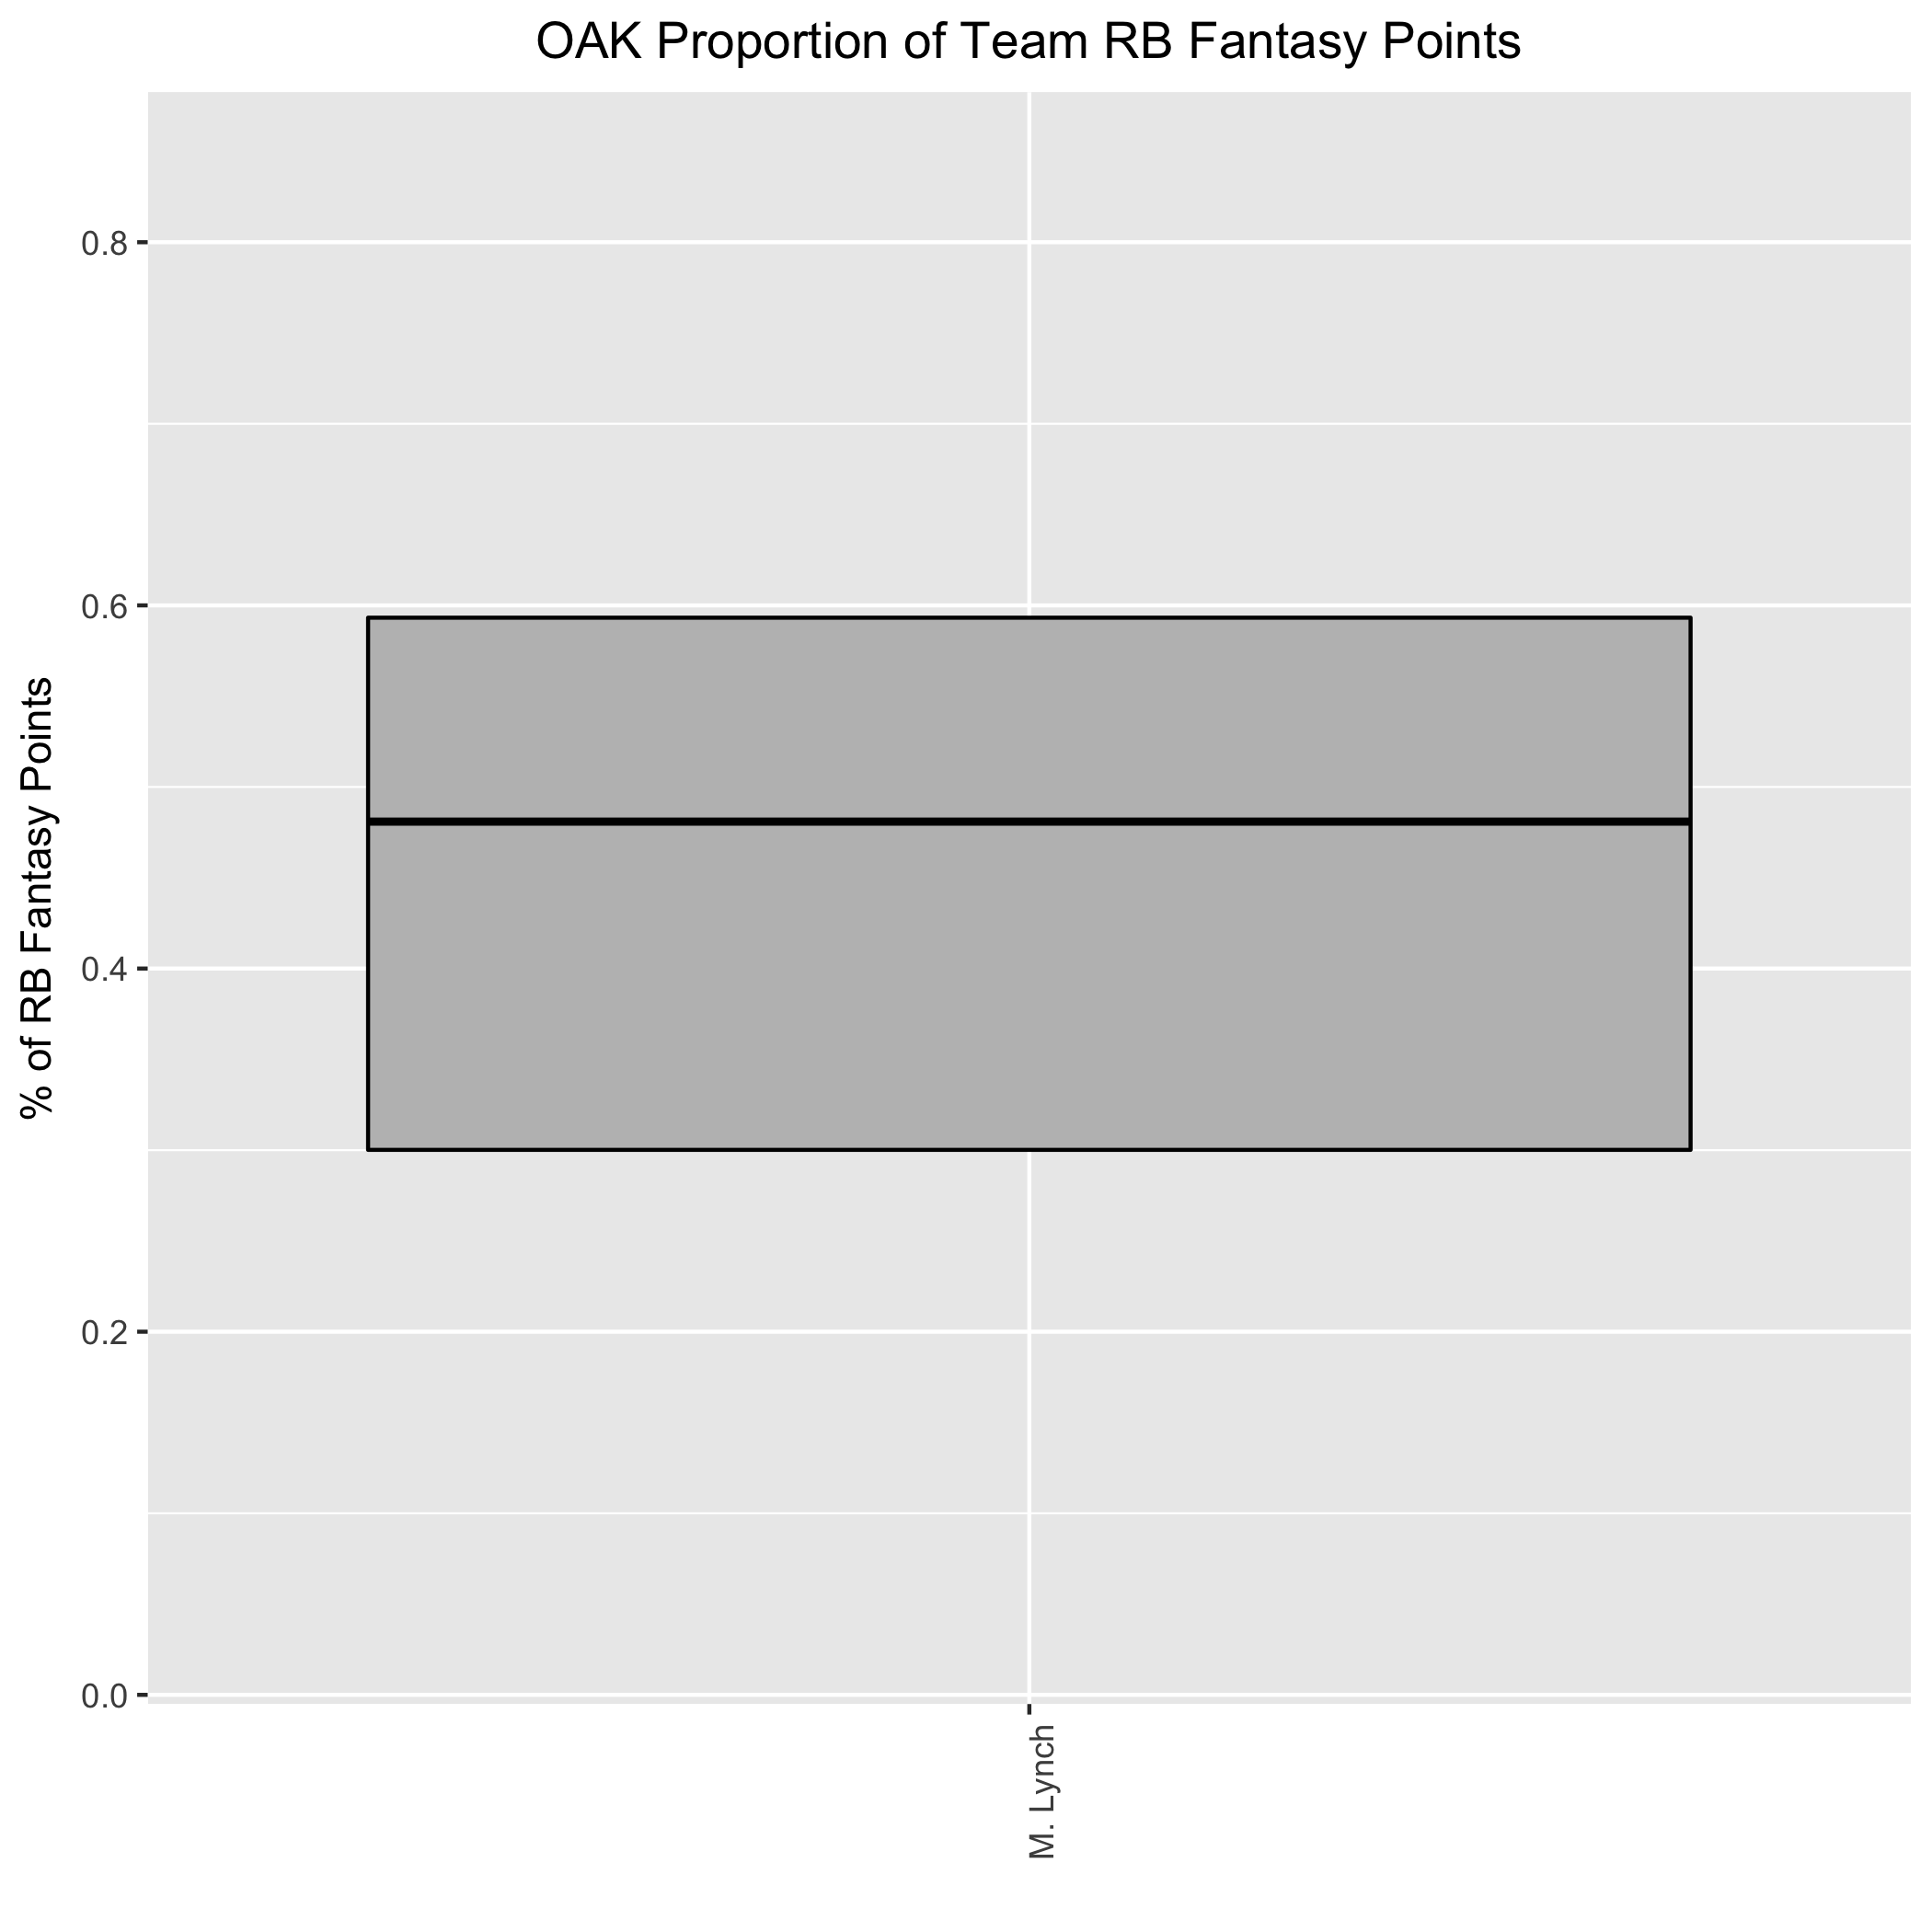 OAK Proportion of Team RB Fantasy Points
% of RB Fantasy Points
0.8
0.6
0.4
0.2
0.0
M. Lynch